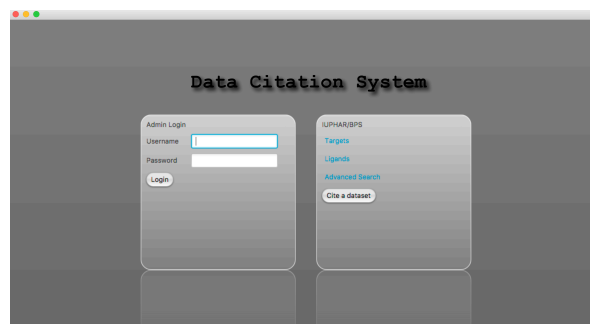 Data Citation System
Admin Login
Username
Password
Login
IUPHAR/BPS
Targets
Ligands
Advanced Search
Cite a dataset